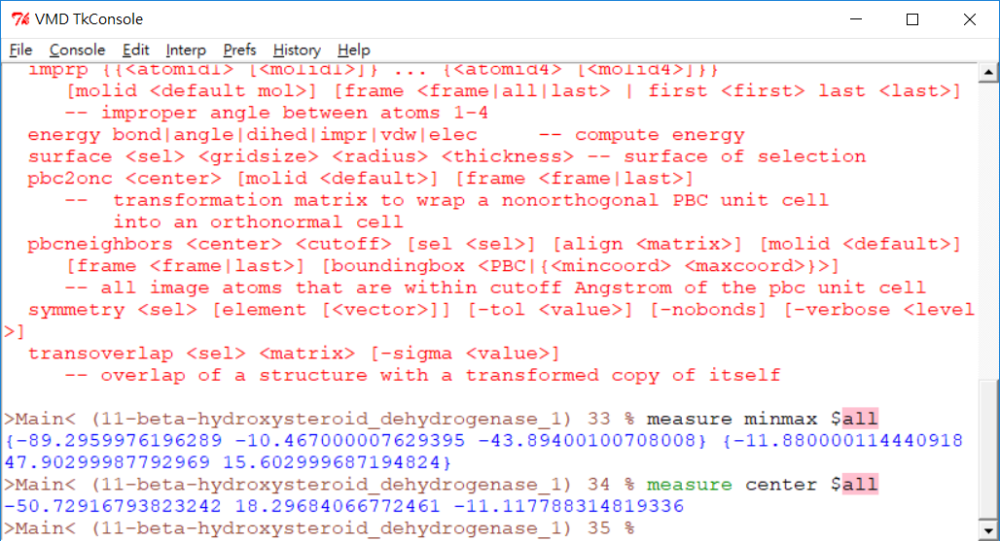 VMD TkConsole
File Console Edit Interp Prefs History Help
imprp {{<atomid1> [<molid1>]} ... {<atomid4> [<molid4>]}}
[molid <default mol>] [frame <frame|all|last> | first <first> last <last>]
-- improper angle between atoms 1-4
energy bond|angle|dihed|impr|vdw|elec -- compute energy
surface <sel> <gridsize> <radius> <thickness> -- surface of selection
pbc2onc <center> [molid <default>] [frame <frame|last>]
-- transformation matrix to wrap a nonorthogonal PBC unit cell
into an orthonormal cell
pbcneighbors <center> <cutoff> [sel <sel>] [align <matrix>] [molid <default>]
[frame <frame|last>] [boundingbox <PBC|{<mincoord> <maxcoord>}>]
-- all image atoms that are within cutoff Angstrom of the pbc unit cell
symmetry <sel> [element [<vector>]] [-tol <value>] [-nobonds] [-verbose <level
>]
transoverlap <sel> <matrix> [-sigma <value>]
-- overlap of a structure with a transformed copy of itself
>Main< (11-beta-hydroxysteroid_dehydrogenase_1) 33 % measure minmax $all
{-89.2959976196289 -10.467000007629395 -43.89400100708008} {-11.880000114440918
47.90299987792969 15.602999687194824}
>Main< (11-beta-hydroxysteroid_dehydrogenase_1) 34 % measure center $all
-50.72916793823242 18.29684066772461 -11.117788314819336
>Main< (11-beta-hydroxysteroid_dehydrogenase_1) 35 %